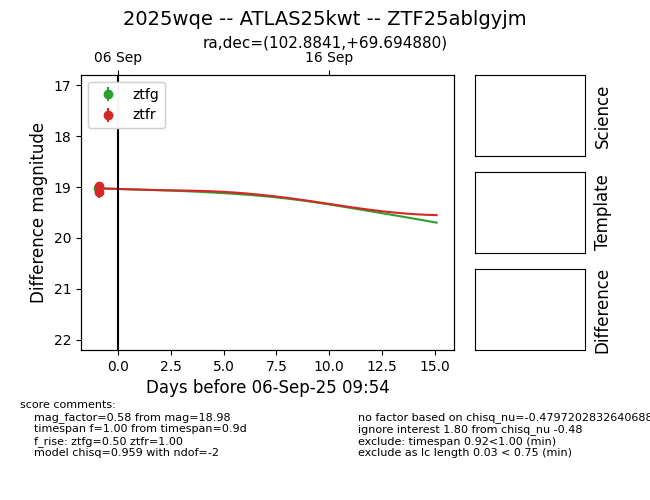 2025wqe -- ATLAS25kwt -- ZTF25ablgyjm
ra,dec=(102.8841,+69.694880)
06 Sep
16 Sep
17
18
19
20
21
22
Difference magnitude
ztfg
ztfr
0.0
2.5
5.0
7.5
10.0
12.5
15.0
Days before 06-Sep-25 09:54
Science
Template
Difference
score comments:
mag_factor=0.58 from mag=18.98
timespan f=1.00 from timespan=0.9d
f_rise: ztfg=0.50 ztfr=1.00
model chisq=0.959 with ndof=-2
no factor based on chisq_nu=-0.4797202832640688
ignore interest 1.80 from chisq_nu -0.48
exclude: timespan 0.92<1.00 (min)
exclude as lc length 0.03 < 0.75 (min)